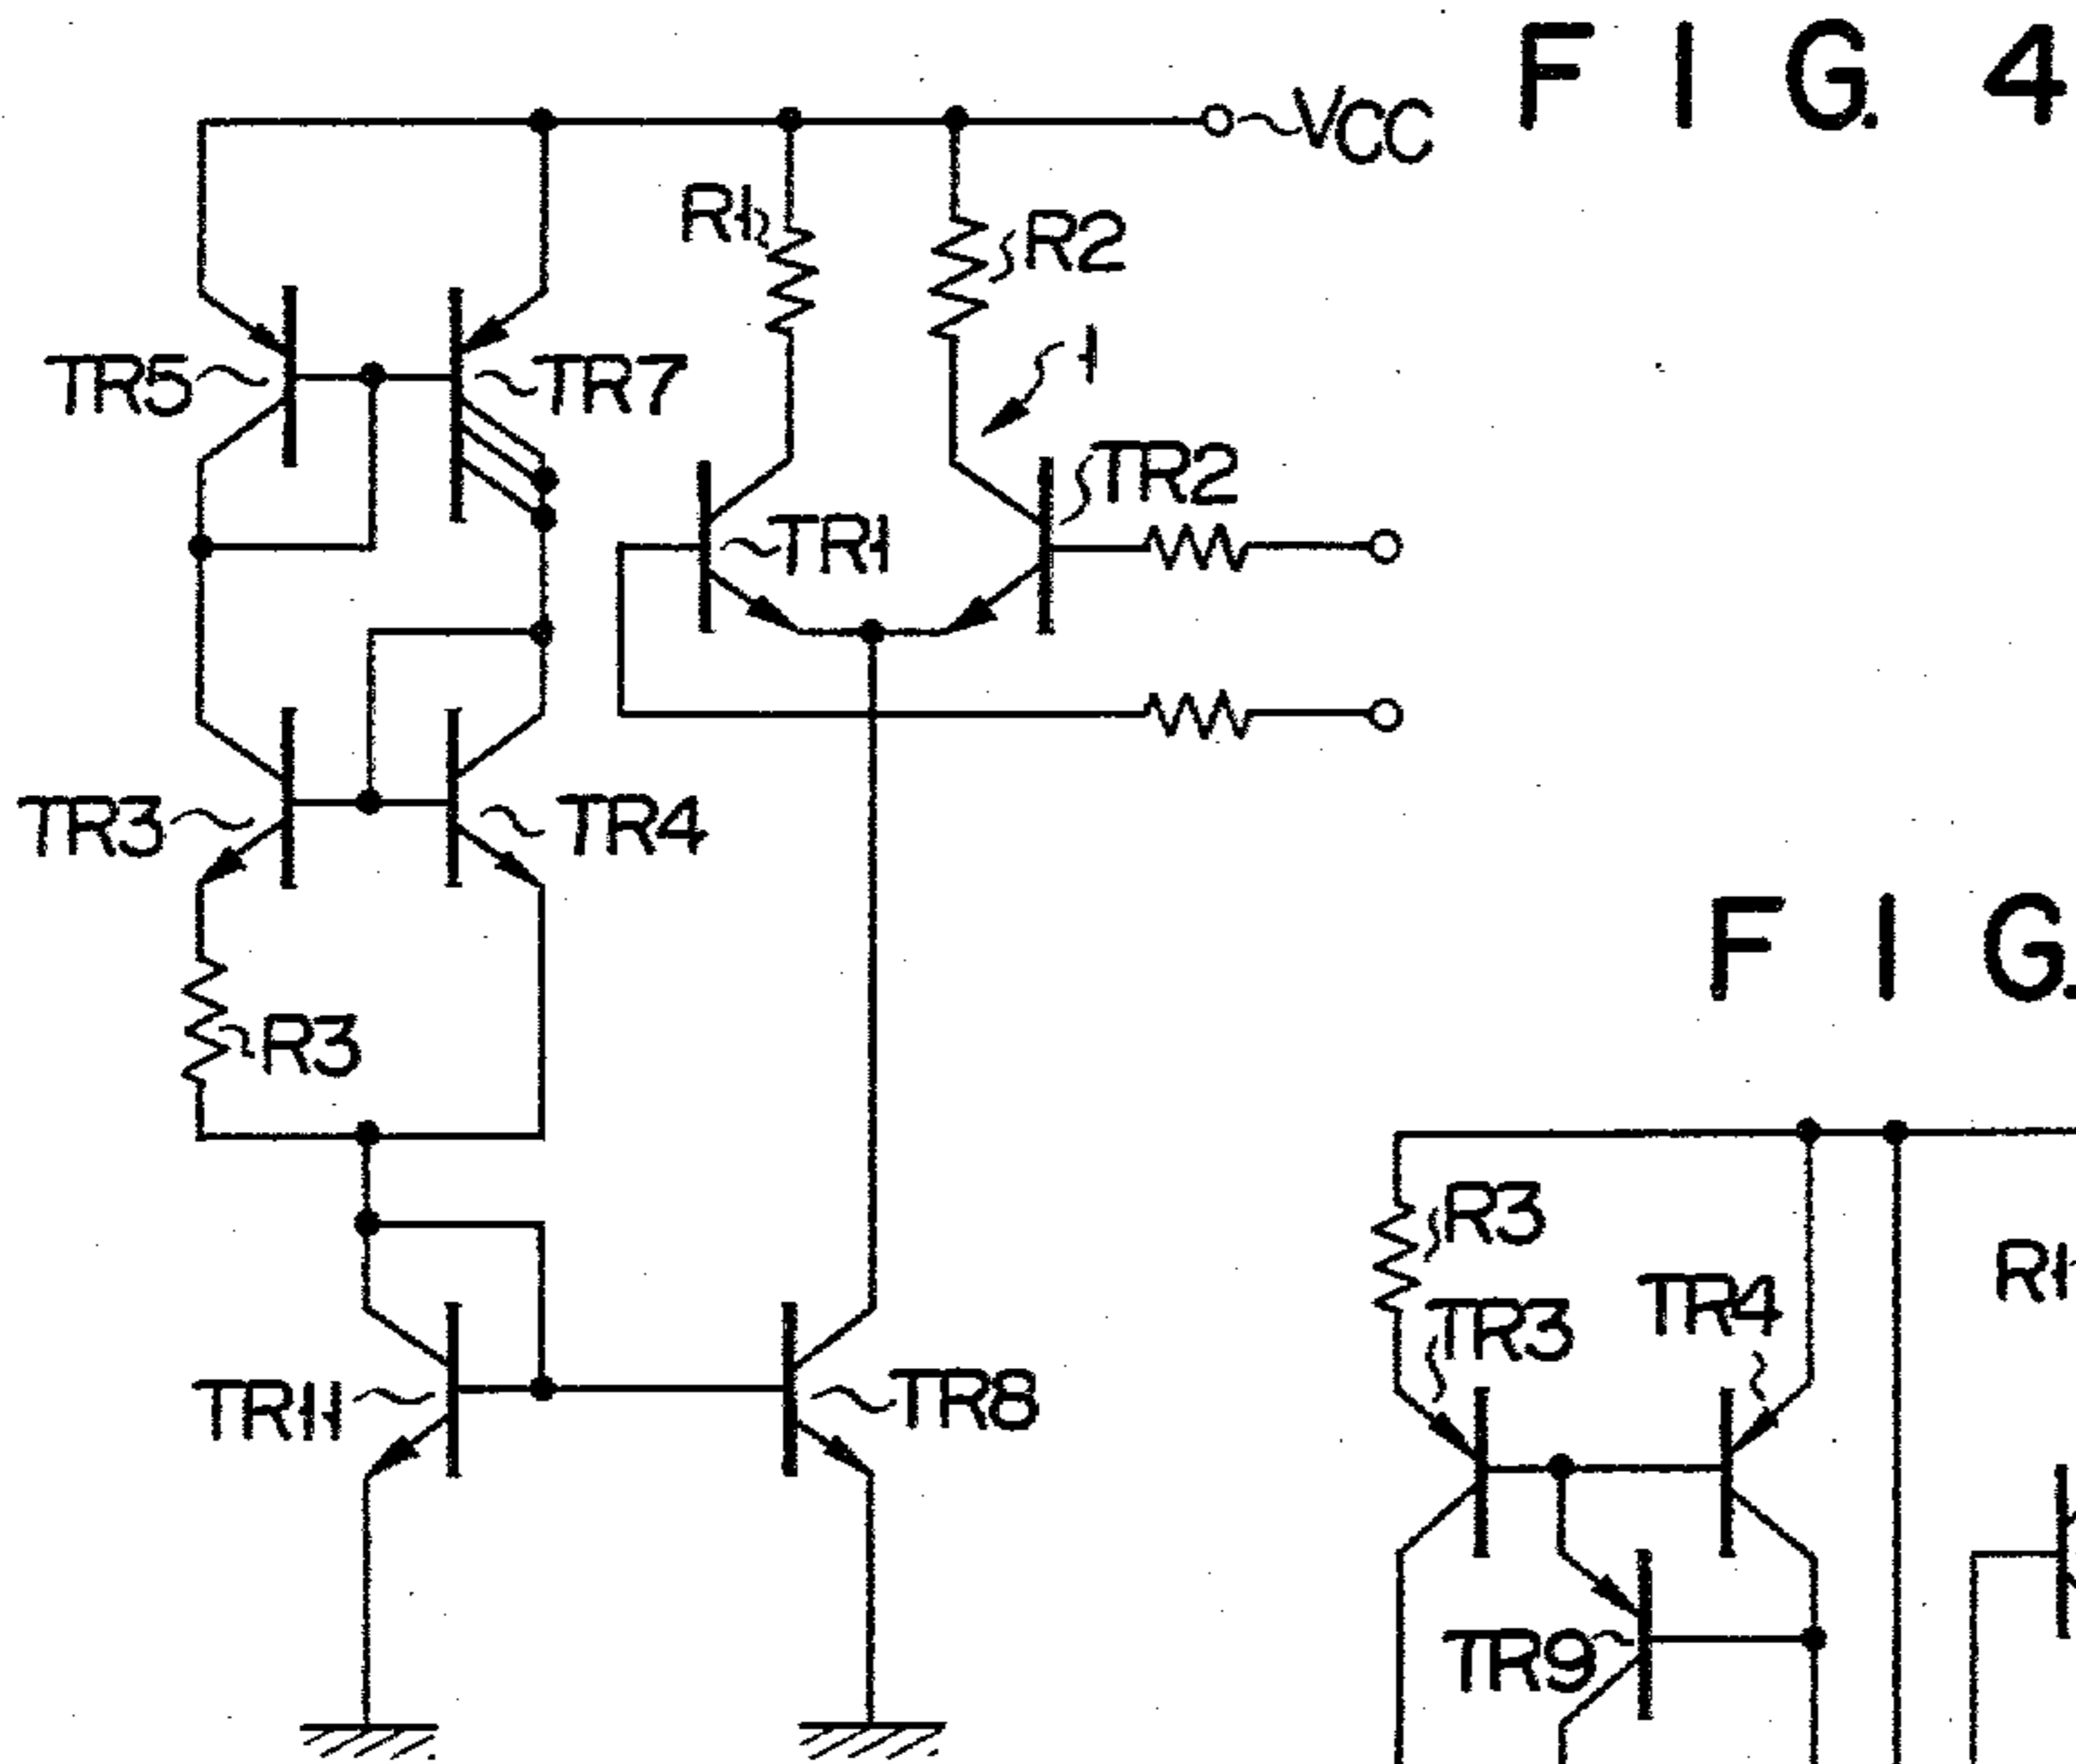 FIG. 4
VCC
R1
R2
1
TR5
TR7
TR2
TR1
TR3
TR4
R3
TR11
TR8
FIG.
R3
R1
TR3
TR4
TR9